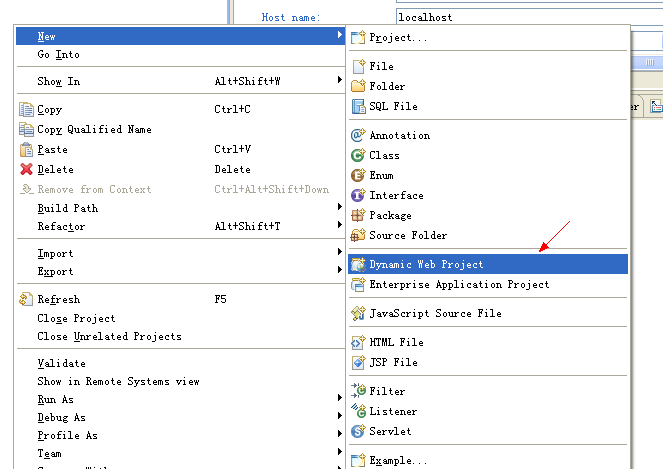 Host name:
localhost
New
Go Into
Show In Alt+Shift+W
Copy Ctrl+C
Copy Qualified Name
Paste Ctrl+V
Delete Delete
Remove from Context Ctrl+Alt+Shift+Down
Build Path
Refactor Alt+Shift+T
Import
Export
Refresh F5
Close Project
Close Unrelated Projects
Validate
Show in Remote Systems view
Run As
Debug As
Profile As
Team
Project...
File
Folder
SQL File
Annotation
Class
Enum
Interface
Package
Source Folder
Dynamic Web Project
Enterprise Application Project
JavaScript Source File
HTML File
JSP File
Filter
Listener
Servlet
Example...